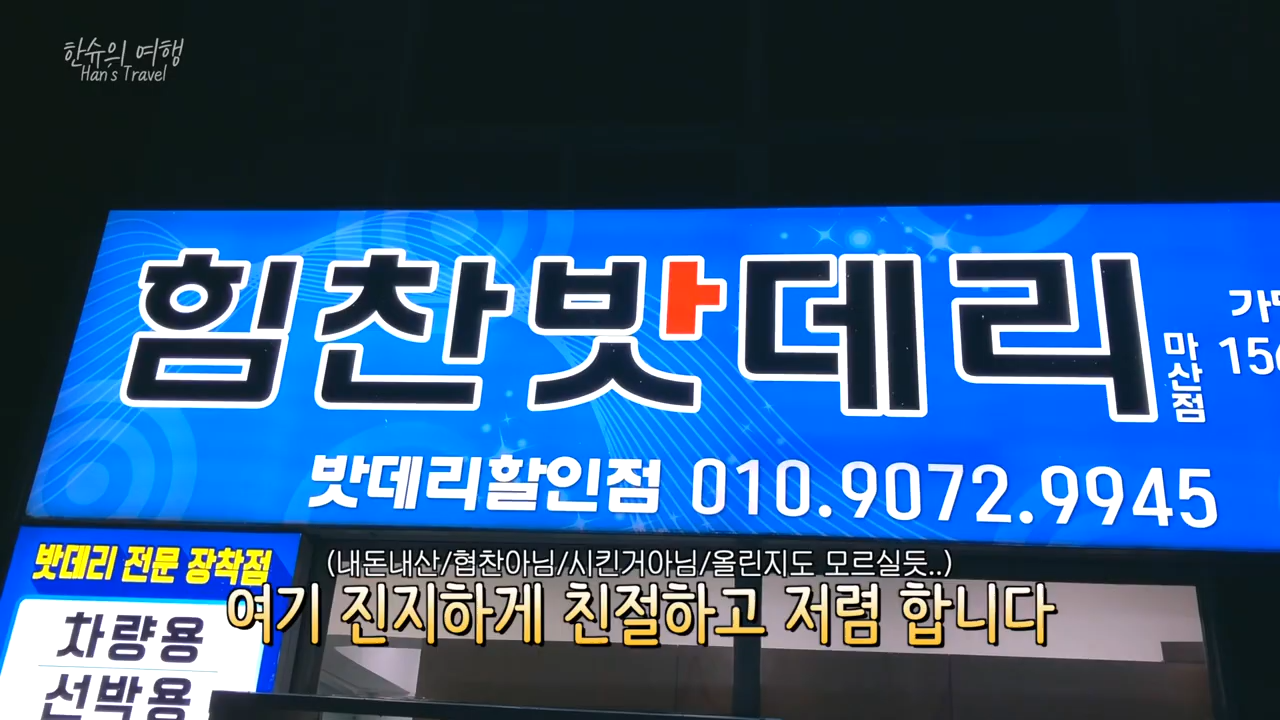 한슈의 여행
Han's Travel
힘찬밧데리
마산점
밧데리할인점 010.9072.9945
밧데리 전문 장착점
차량용
선박용
(내돈내산/협찬아님/시킨거아님/올린지도 모르실듯..)
여기 진지하게 친절하고 저렴 합니다